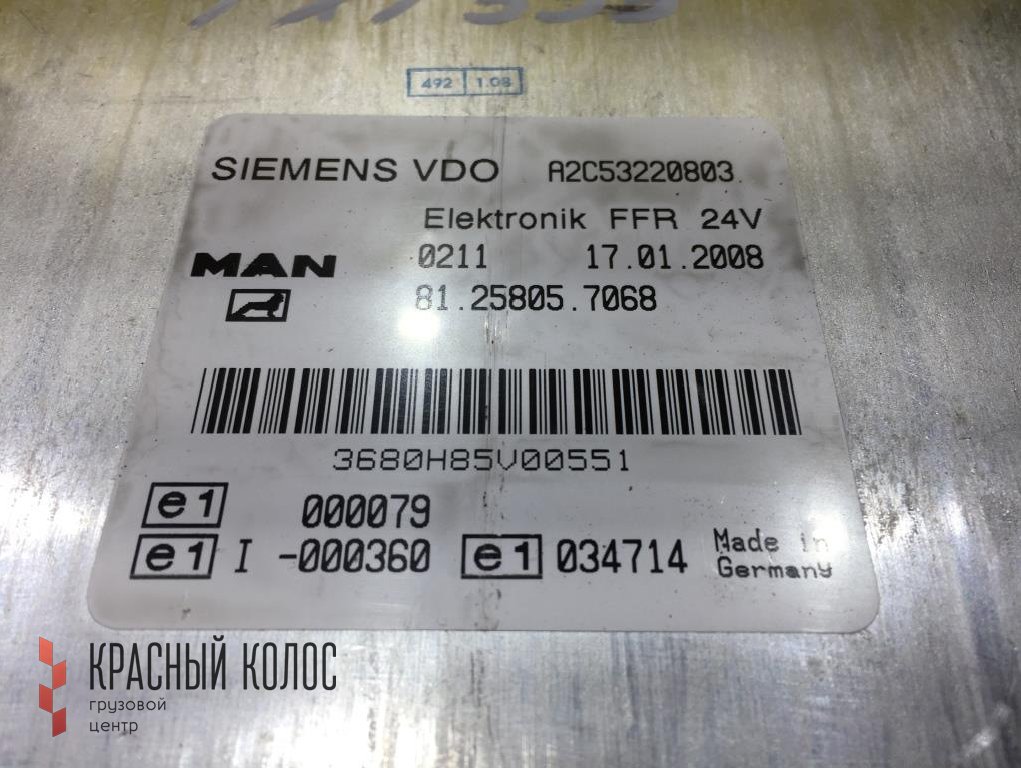 492 1.08
SIEMENS VDO A2C53220803
Elektronik FFR 24V
MAN 0211 17.01.2008
81.25805.7068
3680H85V00551
e1 000079
e1 I -000360 e1 034714 Made in
Germany
КРАСНЫЙ КОЛОС
грузовой
центр